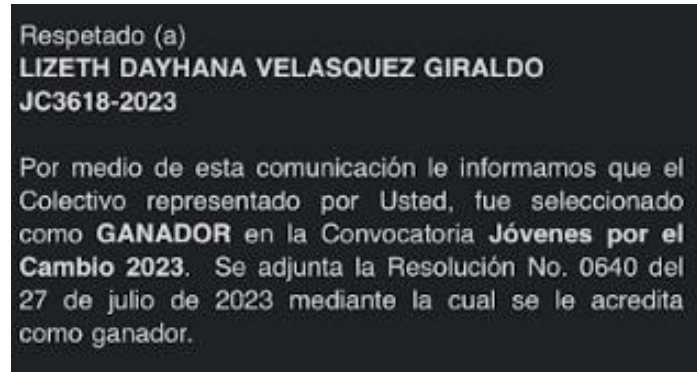 Respetado (a)
LIZETH DAYHANA VELASQUEZ GIRALDO
JC3618-2023
Por medio de esta comunicación le informamos que el
Colectivo representado por Usted, fue seleccionado
como GANADOR en la Convocatoria Jóvenes por el
Cambio 2023. Se adjunta la Resolución No. 0640 del
27 de julio de 2023 mediante la cual se le acredita
como ganador.